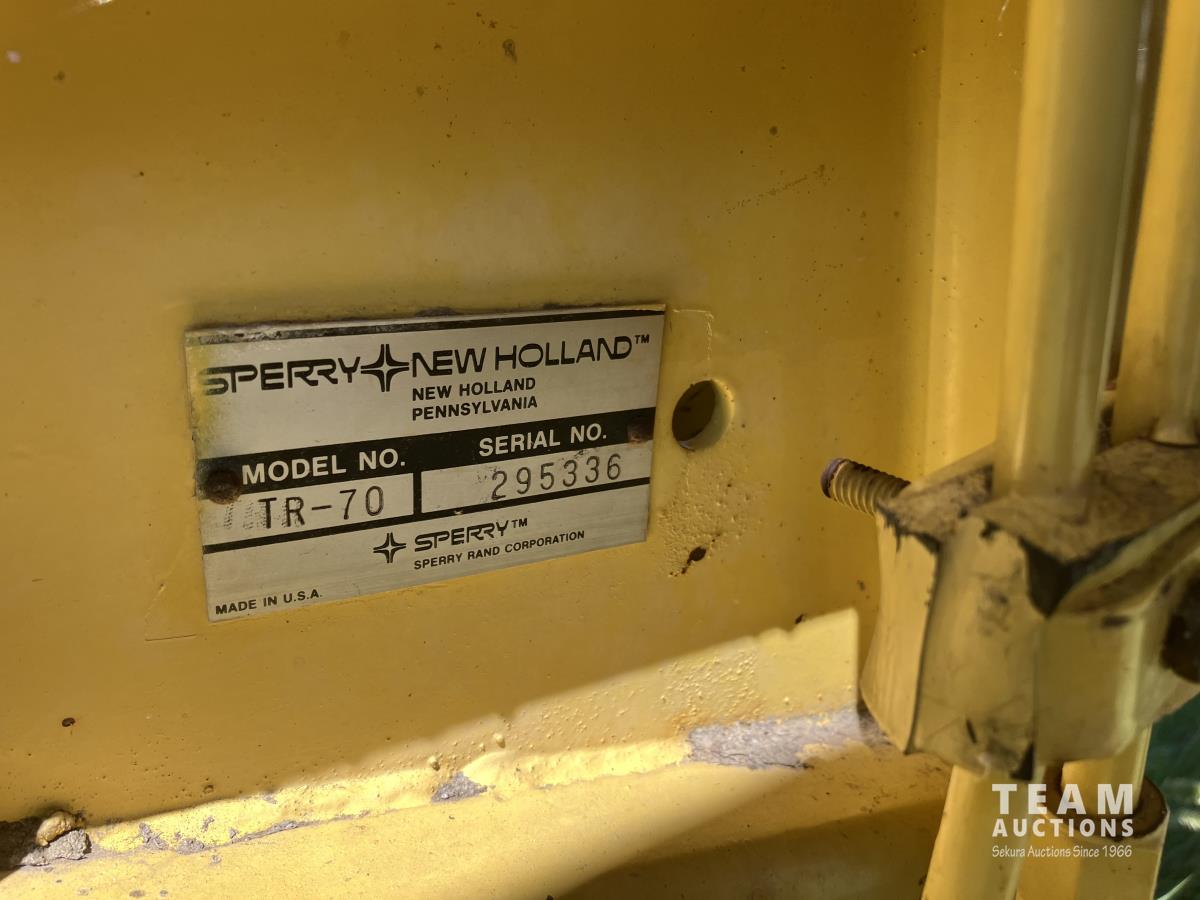 SPERRY NEW HOLLAND™
NEW HOLLAND
PENNSYLVANIA
MODEL NO. SERIAL NO.
TR-70 295336
SPERRY™
SPERRY RAND CORPORATION
MADE IN U.S.A.
TEAM
AUCTIONS
Sekura Auctions Since 1966